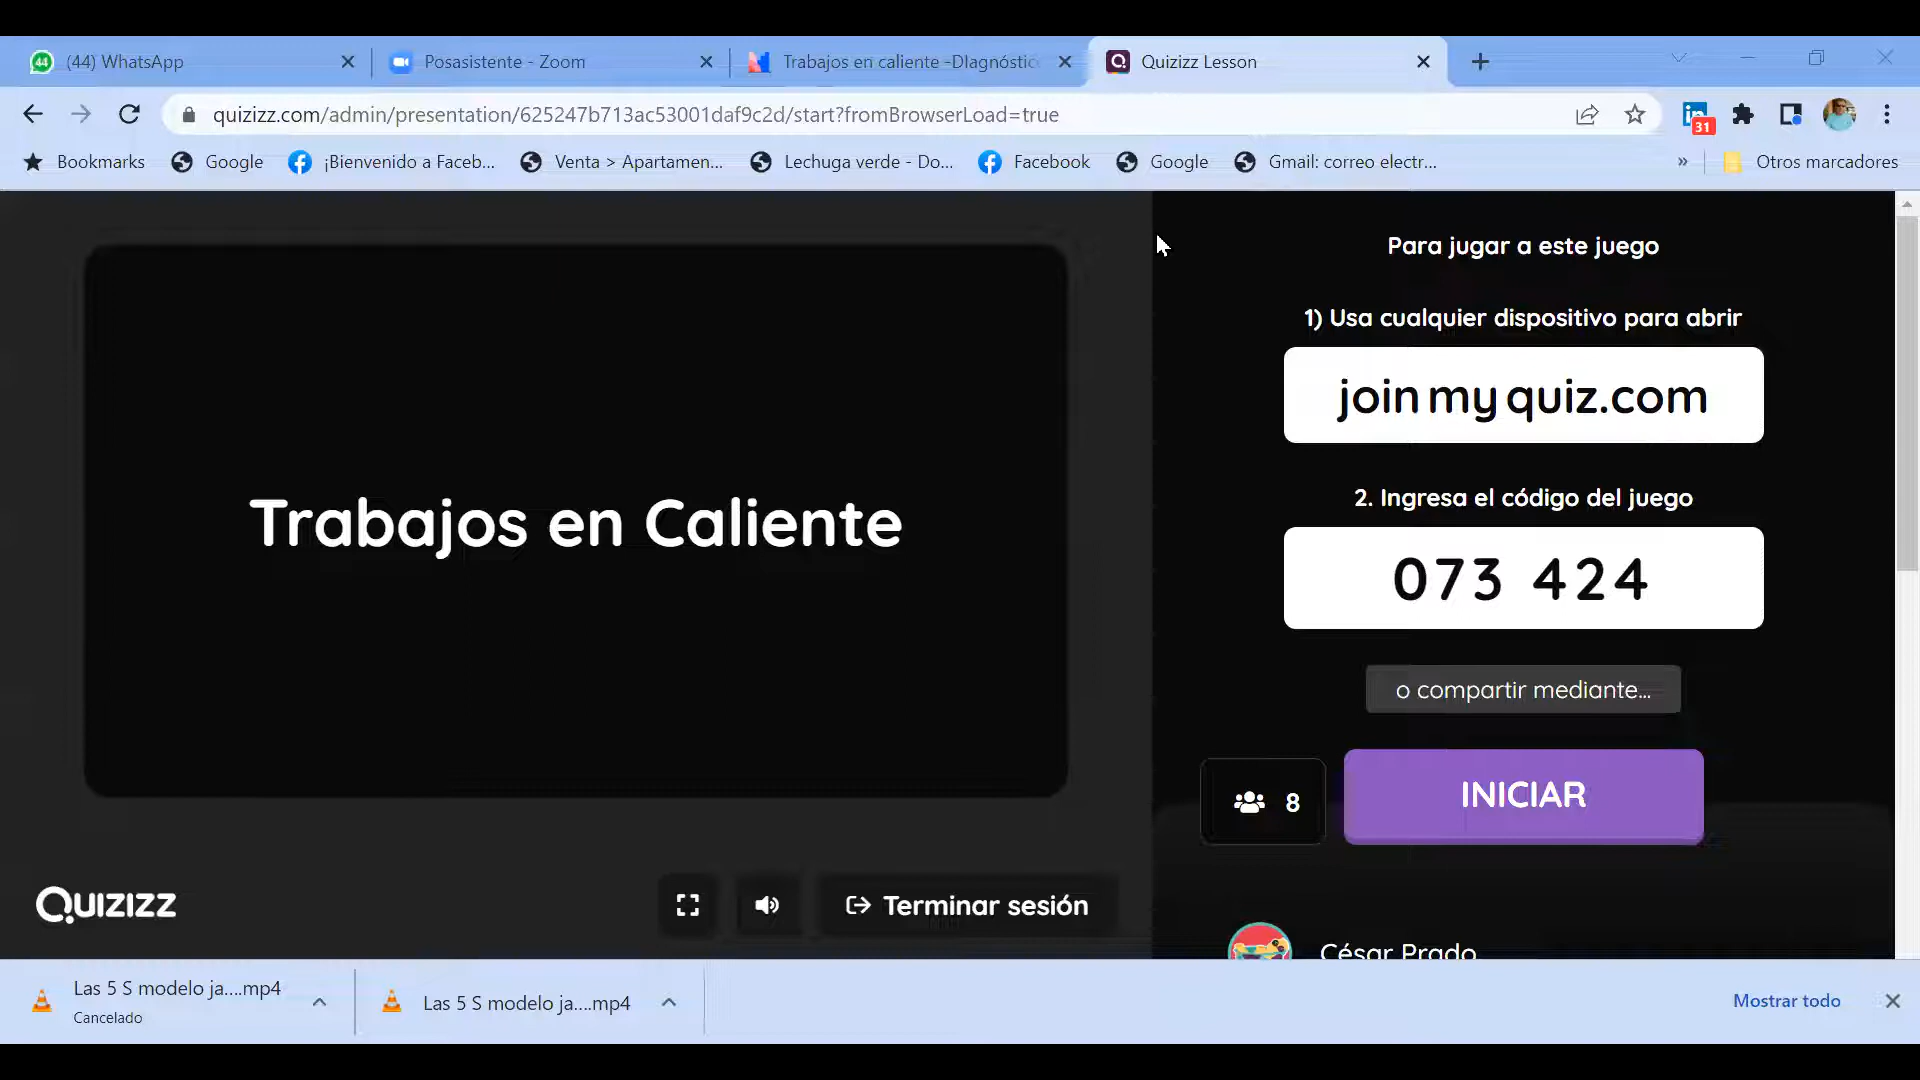 44 (44) WhatsApp
Posasistente - Zoom
Trabajos en caliente -DIagnóstic
Quizizz Lesson
quizizz.com/admin/presentation/625247b713ac53001daf9c2d/start?fromBrowserLoad=true
31
Bookmarks
Google
¡Bienvenido a Faceb...
Venta > Apartamen...
Lechuga verde - Do...
Facebook
Google
Gmail: correo electr...
»
Otros marcadores
Trabajos en Caliente
Para jugar a este juego
1) Usa cualquier dispositivo para abrir
joinmyquiz.com
2. Ingresa el código del juego
073 424
o compartir mediante...
8
INICIAR
Quizizz
Terminar sesión
César Prado
Las 5 S modelo ja....mp4
Cancelado
Las 5 S modelo ja....mp4
Mostrar todo